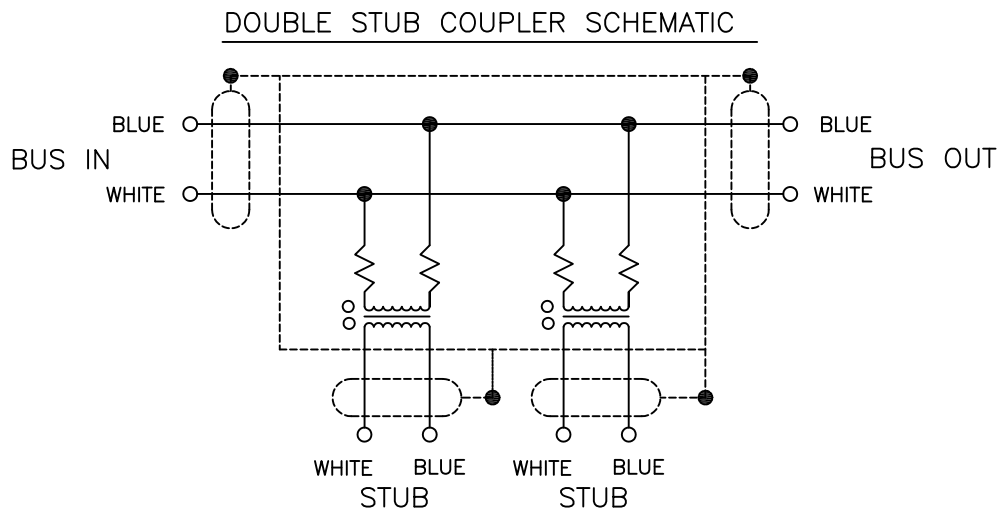 DOUBLE STUB COUPLER SCHEMATIC
BLUE
BLUE
BUS IN
BUS OUT
WHITE
WHITE
WHITE BLUE
WHITE BLUE
STUB
STUB